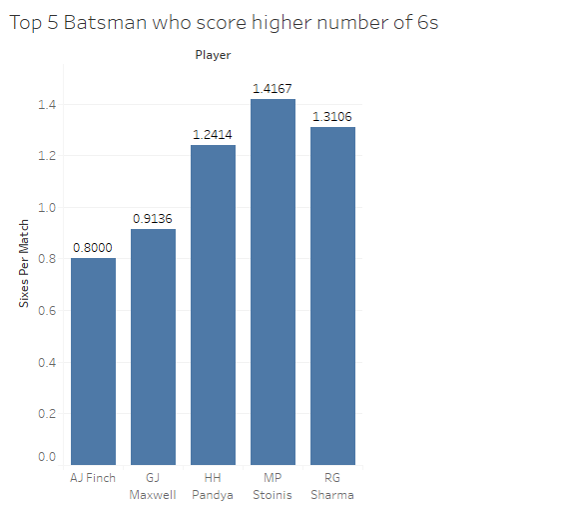 Top 5 Batsman who score higher number of 6s
Player
Sixes Per Match
1.4
1.2
1.0
0.8
0.6
0.4
0.2
0.0
0.8000
0.9136
1.2414
1.4167
1.3106
AJ Finch
GJ
Maxwell
HH
Pandya
MP
Stoinis
RG
Sharma